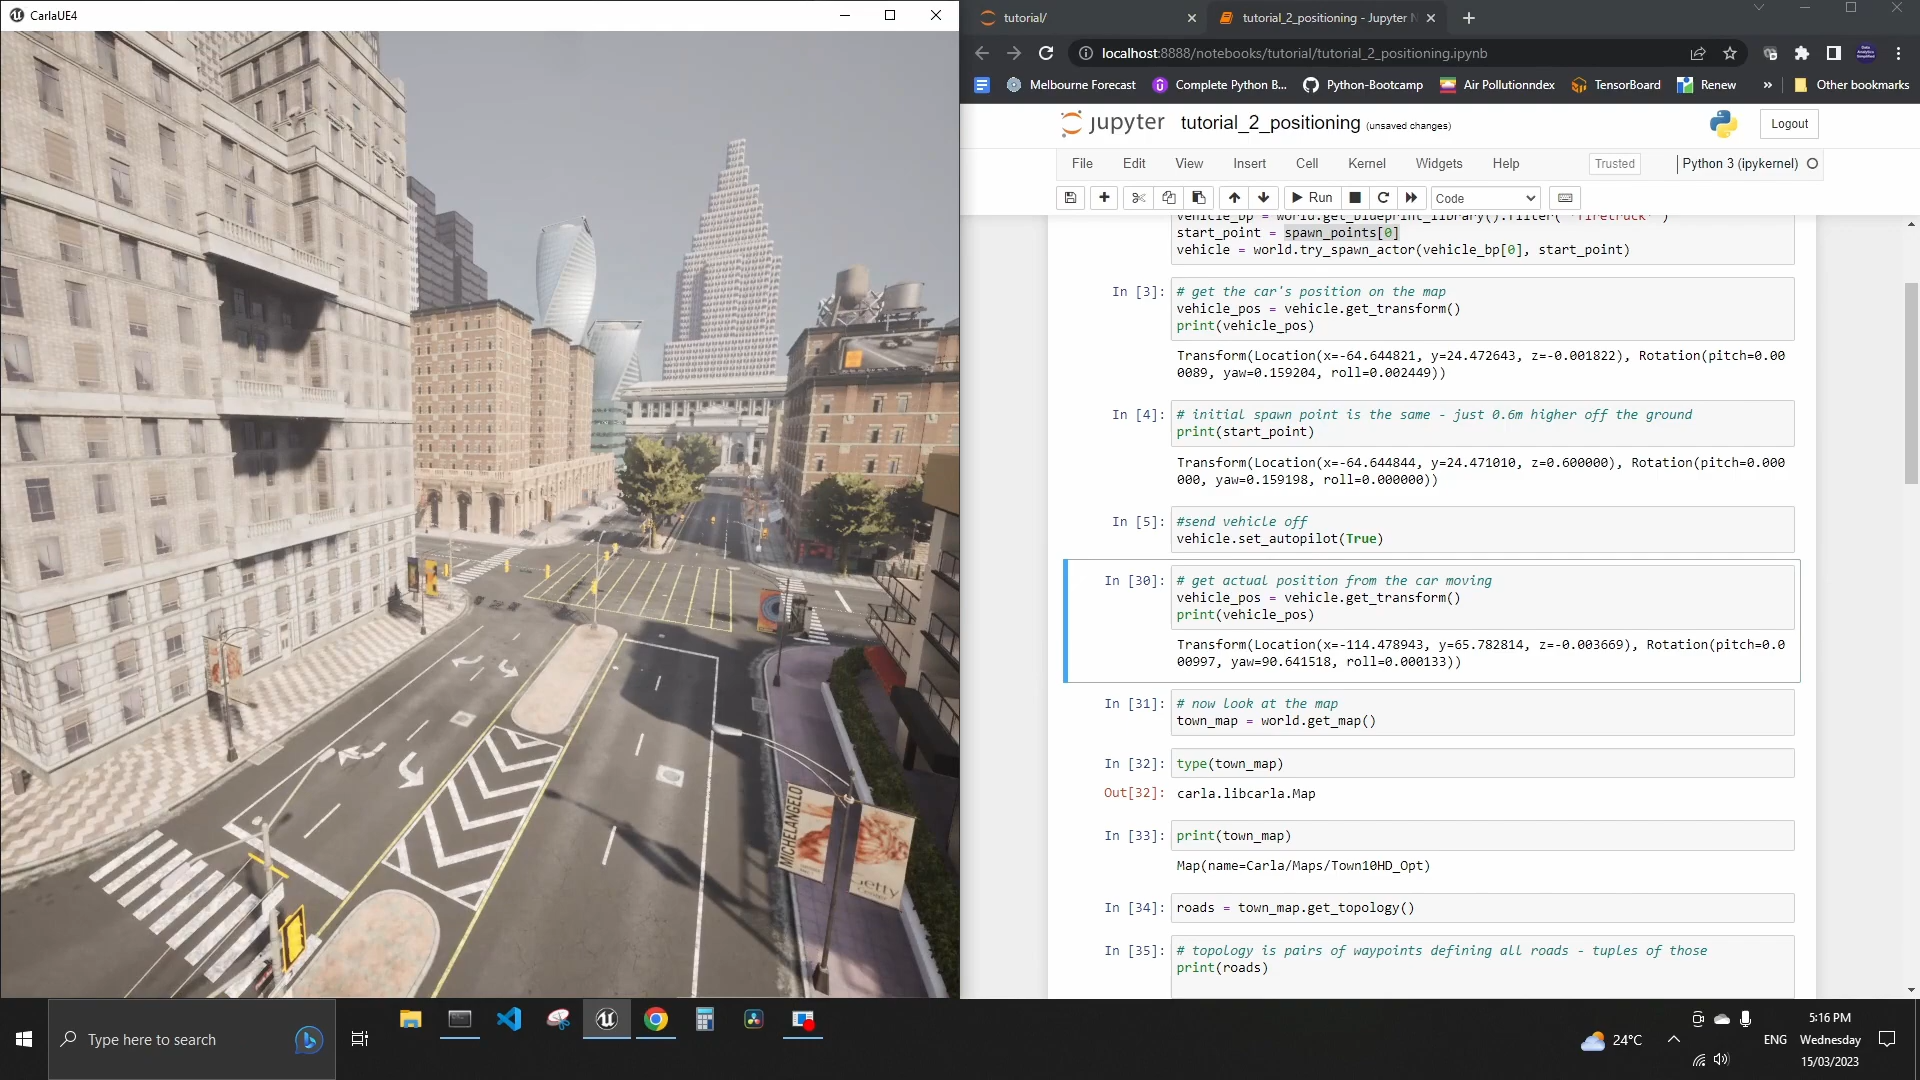 CarlaUE4
MICHELANGELO
Getty
tutorial/
tutorial_2_positioning - Jupyter N
localhost:8888/notebooks/tutorial/tutorial_2_positioning.ipynb
Melbourne Forecast
Complete Python B...
Python-Bootcamp
Air Pollutionndex
TensorBoard
Renew
»
Other bookmarks
jupyter
tutorial_2_positioning (unsaved changes)
Logout
File Edit View Insert Cell Kernel Widgets Help
Trusted
Python 3 (ipykernel)
Run
Code
vehicle_bp = world.get_blueprint_library().filter('*firetruck*')
start_point = spawn_points[0]
vehicle = world.try_spawn_actor(vehicle_bp[0], start_point)
In [3]:
# get the car's position on the map
vehicle_pos = vehicle.get_transform()
print(vehicle_pos)
Transform(Location(x=-64.644821, y=24.472643, z=-0.001822), Rotation(pitch=0.00
0089, yaw=0.159204, roll=0.002449))
In [4]:
# initial spawn point is the same - just 0.6m higher off the ground
print(start_point)
Transform(Location(x=-64.644844, y=24.471010, z=0.600000), Rotation(pitch=0.000
000, yaw=0.159198, roll=0.000000))
In [5]:
#send vehicle off
vehicle.set_autopilot(True)
In [30]:
# get actual position from the car moving
vehicle_pos = vehicle.get_transform()
print(vehicle_pos)
Transform(Location(x=-114.478943, y=65.782814, z=-0.003669), Rotation(pitch=0.0
00997, yaw=90.641518, roll=0.000133))
In [31]:
# now look at the map
town_map = world.get_map()
In [32]:
type(town_map)
Out[32]:
carla.libcarla.Map
In [33]:
print(town_map)
Map(name=Carla/Maps/Town10HD_Opt)
In [34]:
roads = town_map.get_topology()
In [35]:
# topology is pairs of waypoints defining all roads - tuples of those
print(roads)
Type here to search
24°C
ENG
5:16 PM
Wednesday
15/03/2023